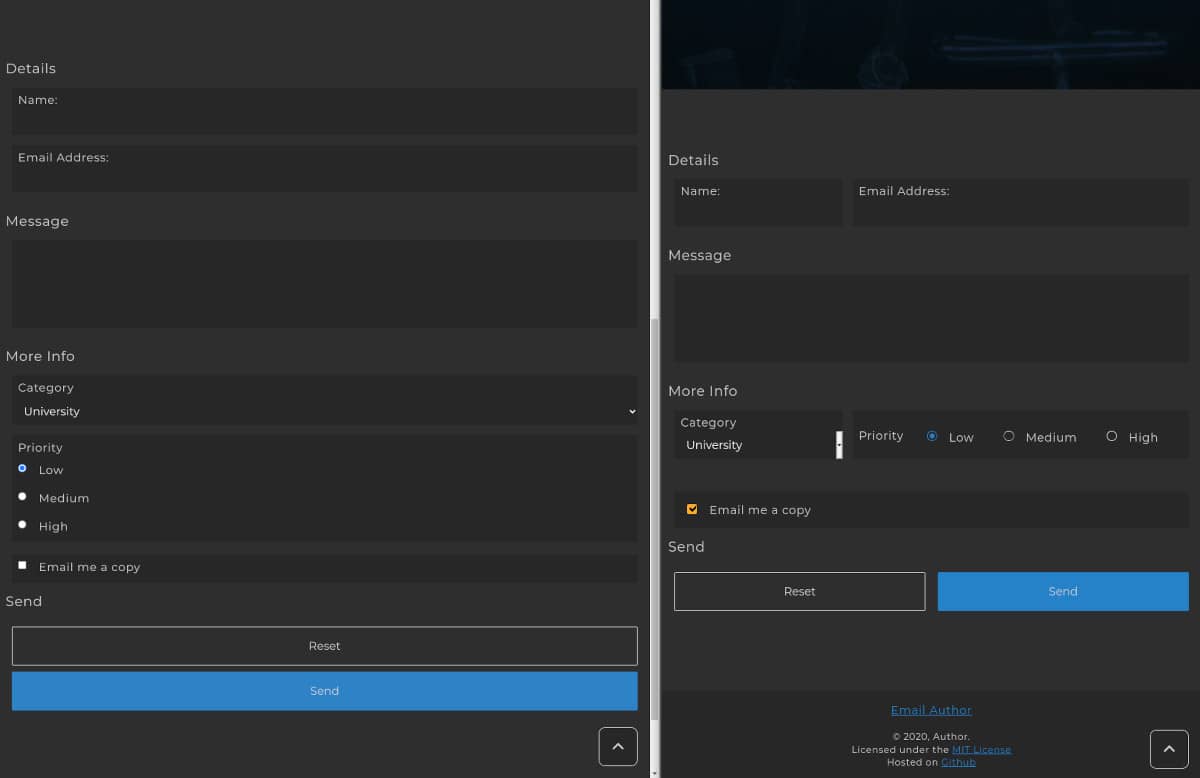 Details
Name:
Email Address:
Message
More Info
Category
University
Priority
Low
Medium
High
Email me a copy
Send
Reset
Send
Details
Name: Email Address:
Message
More Info
Category
University
Priority Low Medium High
Email me a copy
Send
Reset Send
Email Author
© 2020, Author.
Licensed under the MIT License
Hosted on Github